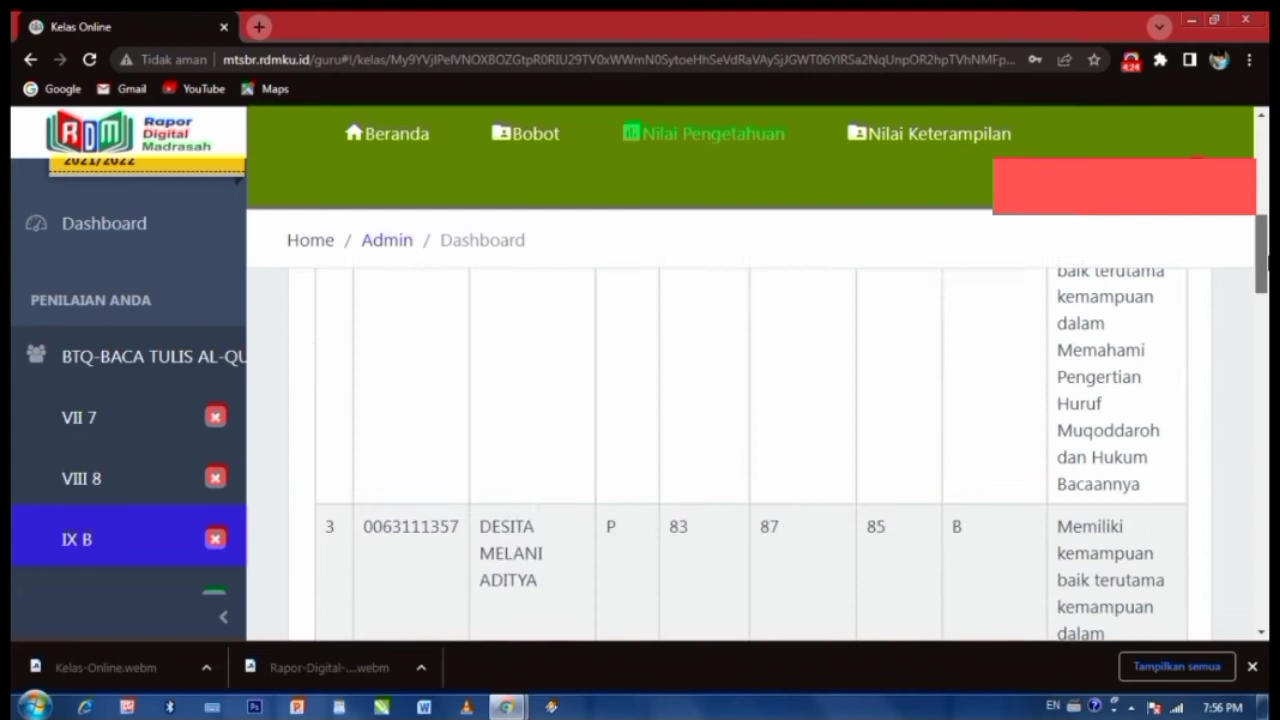 Kelas Online
Tidak aman
mtsbr.rdmku.id/guru#!/kelas/My9YVjlPelVNOXBOZGtpR0RIU29TV0xWWmN0SytoeHhSeVdRaVAySjJGWT06YlRSa2NqUnpOR2hpTVhNMFp...
4:24
Google
Gmail
YouTube
Maps
RDM
Rapor
Digital
Madrasah
2021/2022
Beranda
Bobot
Nilai Pengetahuan
Nilai Keterampilan
Home / Admin / Dashboard
Dashboard
PENILAIAN ANDA
BTQ-BACA TULIS AL-QU
VII 7
VIII 8
IX B
baik terutama
kemampuan
dalam
Memahami
Pengertian
Huruf
Muqoddaroh
dan Hukum
Bacaannya
3 0063111357 DESITA P 83 87 85 B Memiliki
MELANI kemampuan
ADITYA baik terutama
kemampuan
dalam
Kelas-Online.webm
Rapor-Digital-....webm
Tampilkan semua
EN
7:56 PM